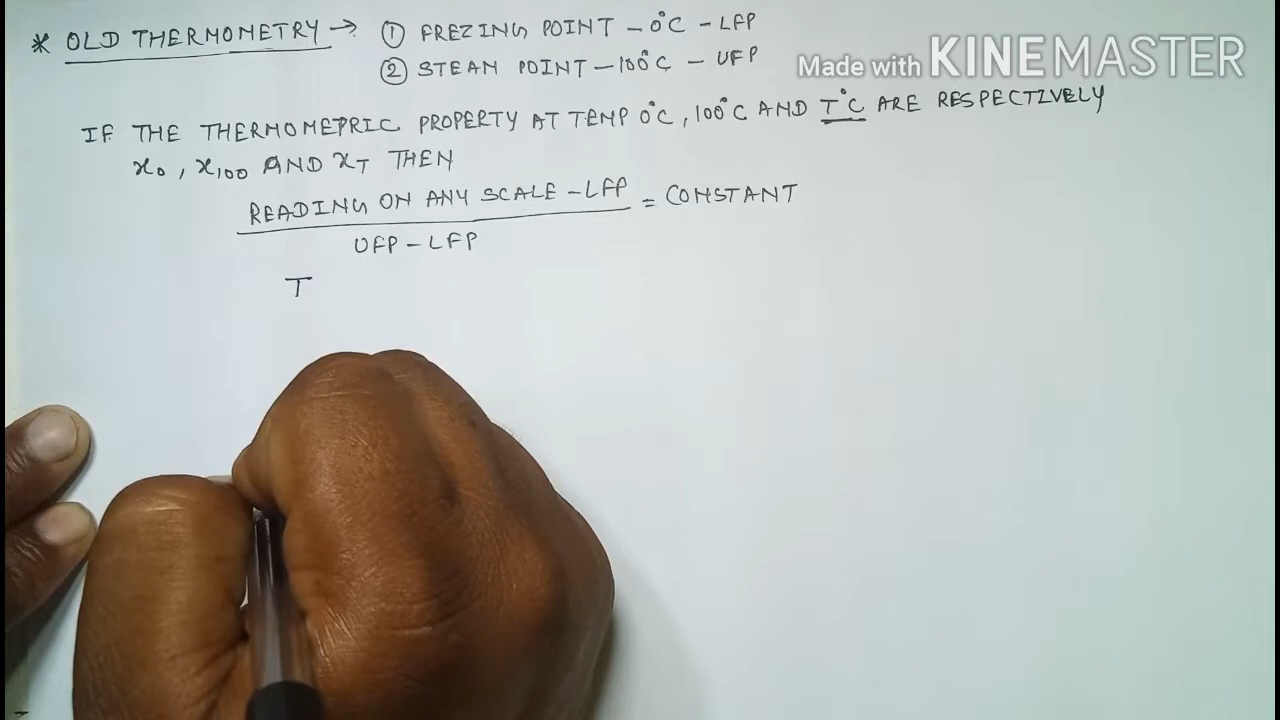 * OLD THERMOMETRY → ① FREZING POINT - 0°C - LFP
② STEAM POINT - 100°C - UFP
Made with KINEMASTER
IF THE THERMOMETRIC PROPERTY AT TEMP 0°C, 100°C AND T°C ARE RESPECTIVELY
x₀, x₁₀₀ AND x_T THEN
READING ON ANY SCALE - LFP = CONSTANT
UFP - LFP
T